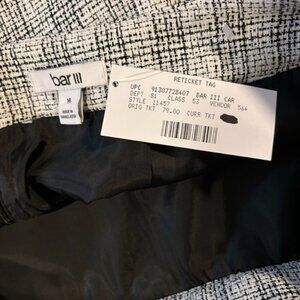 bar III
M
RETICKET TAG
UPC 91307728407 BAR III CAR
DEPT 81 CLASS 53 VENDOR 564
STYLE 11457
ORIG TKT 79.00 CURR TKT